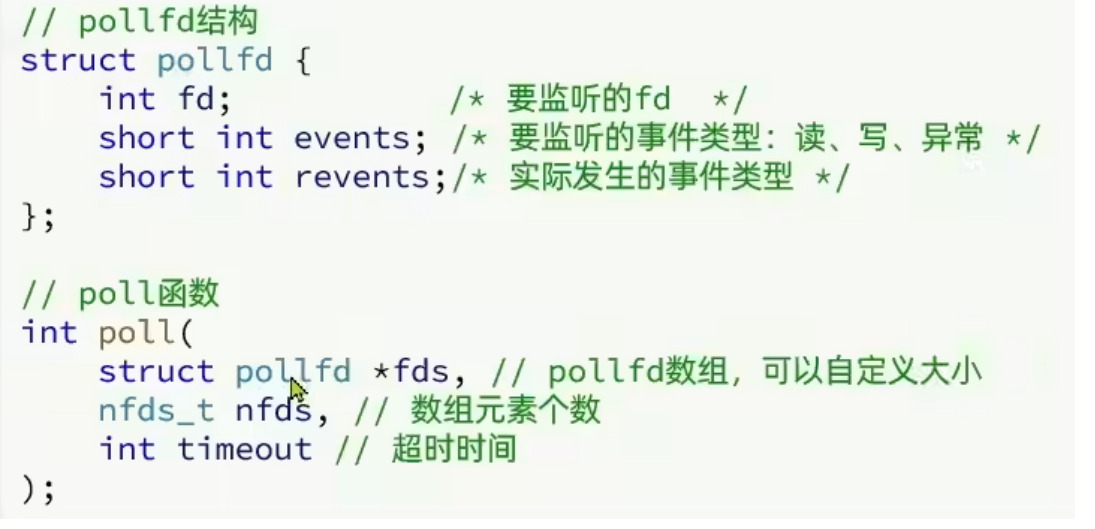 // pollfd结构
struct pollfd {
    int fd;           /* 要监听的fd  */
    short int events; /* 要监听的事件类型：读、写、异常 */
    short int revents;/* 实际发生的事件类型 */
};

// poll函数
int poll(
    struct pollfd *fds, // pollfd数组，可以自定义大小
    nfds_t nfds, // 数组元素个数
    int timeout // 超时时间
);